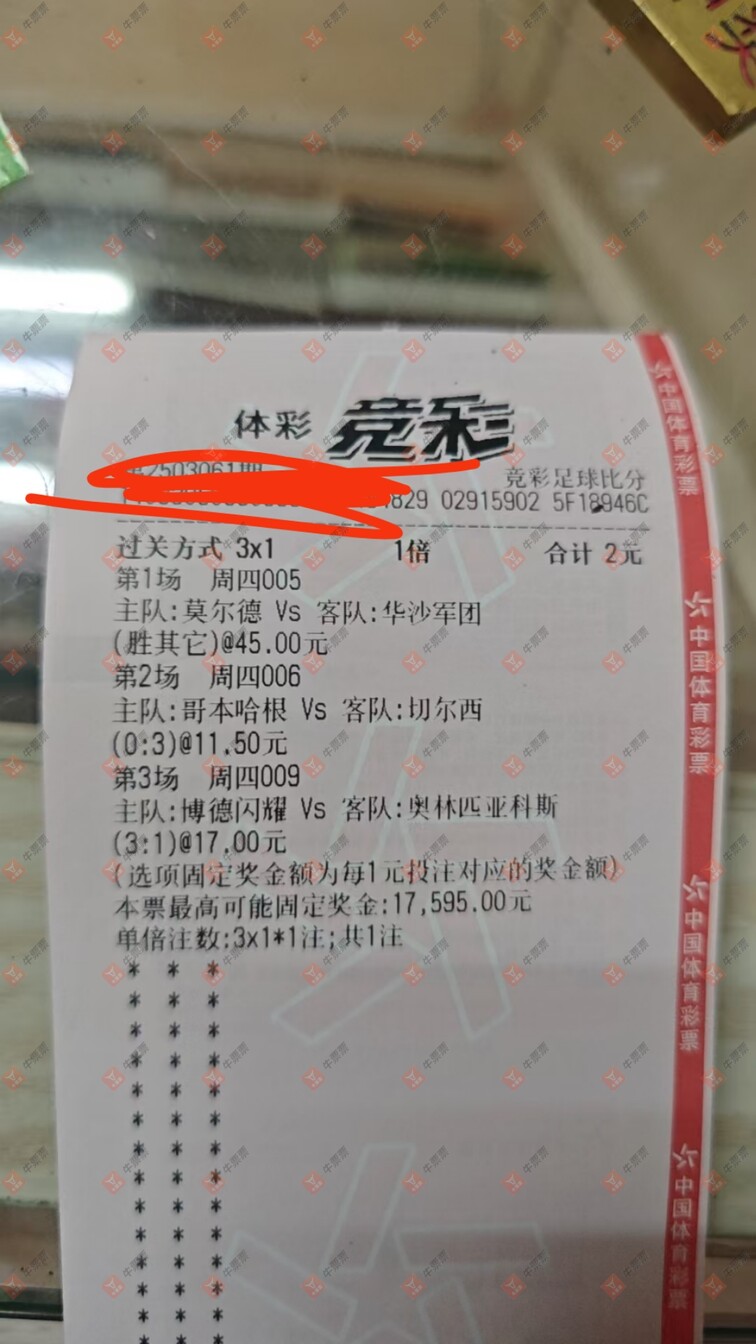 体彩 竞彩
竞彩足球比分
829 02915902 5F18946C
过关方式 3x1 1倍 合计 2元
第1场 周四005
主队:莫尔德 Vs 客队:华沙军团
(胜其它)@45.00元
第2场 周四006
主队:哥本哈根 Vs 客队:切尔西
(0:3)@11.50元
第3场 周四009
主队:博德闪耀 Vs 客队:奥林匹亚科斯
(3:1)@17.00元
(选项固定奖金额为每1元投注对应的奖金额)
本票最高可能固定奖金:17,595.00元
单倍注数:3x1*1注;共1注
中国体育彩票
中国体育彩票
中国体育彩票
中国体育彩票
牛票票